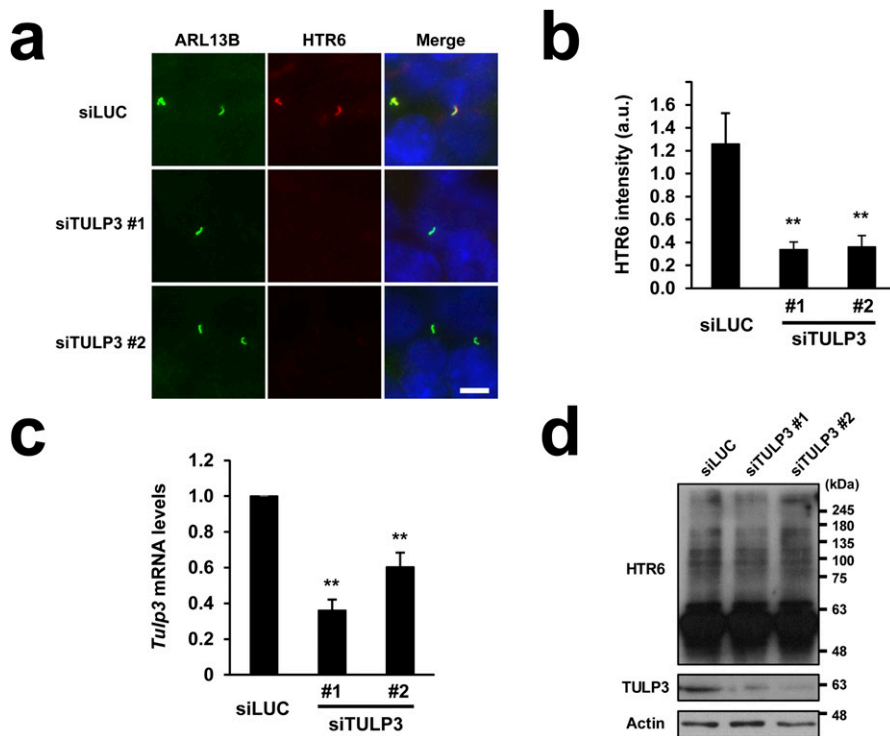 a
ARL13B HTR6 Merge
siLUC
siTULP3 #1
siTULP3 #2
b
HTR6 intensity (a.u.)
1.6
1.4
1.2
1.0
0.8
0.6
0.4
0.2
0.0
** **
#1 #2
siLUC
siTULP3
c
Tulp3 mRNA levels
1.2
1.0
0.8
0.6
0.4
0.2
0
** **
#1 #2
siLUC
siTULP3
d
siLUC siTULP3 #1 siTULP3 #2
(kDa)
245
180
135
100
75
63
48
HTR6
TULP3 63
48
Actin